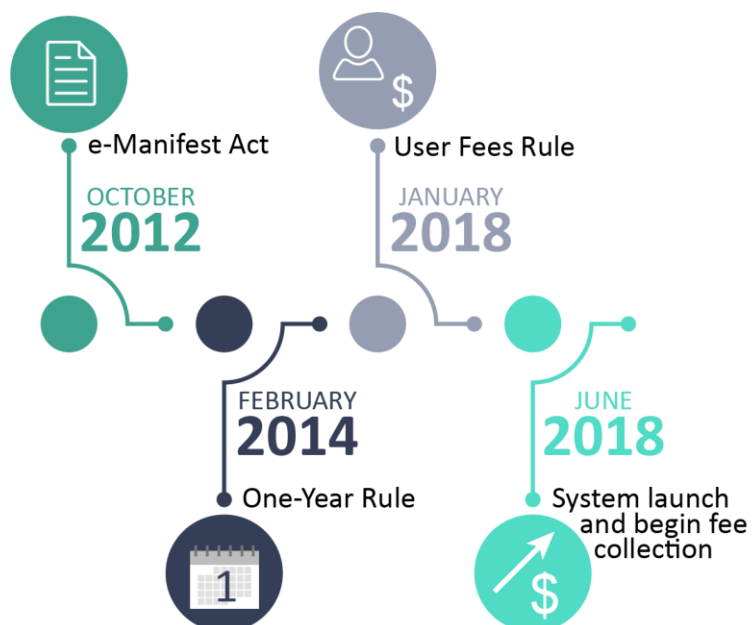 e-Manifest Act
OCTOBER
2012
$
User Fees Rule
JANUARY
2018
FEBRUARY
2014
One-Year Rule
1
JUNE
2018
System launch
and begin fee
collection
$